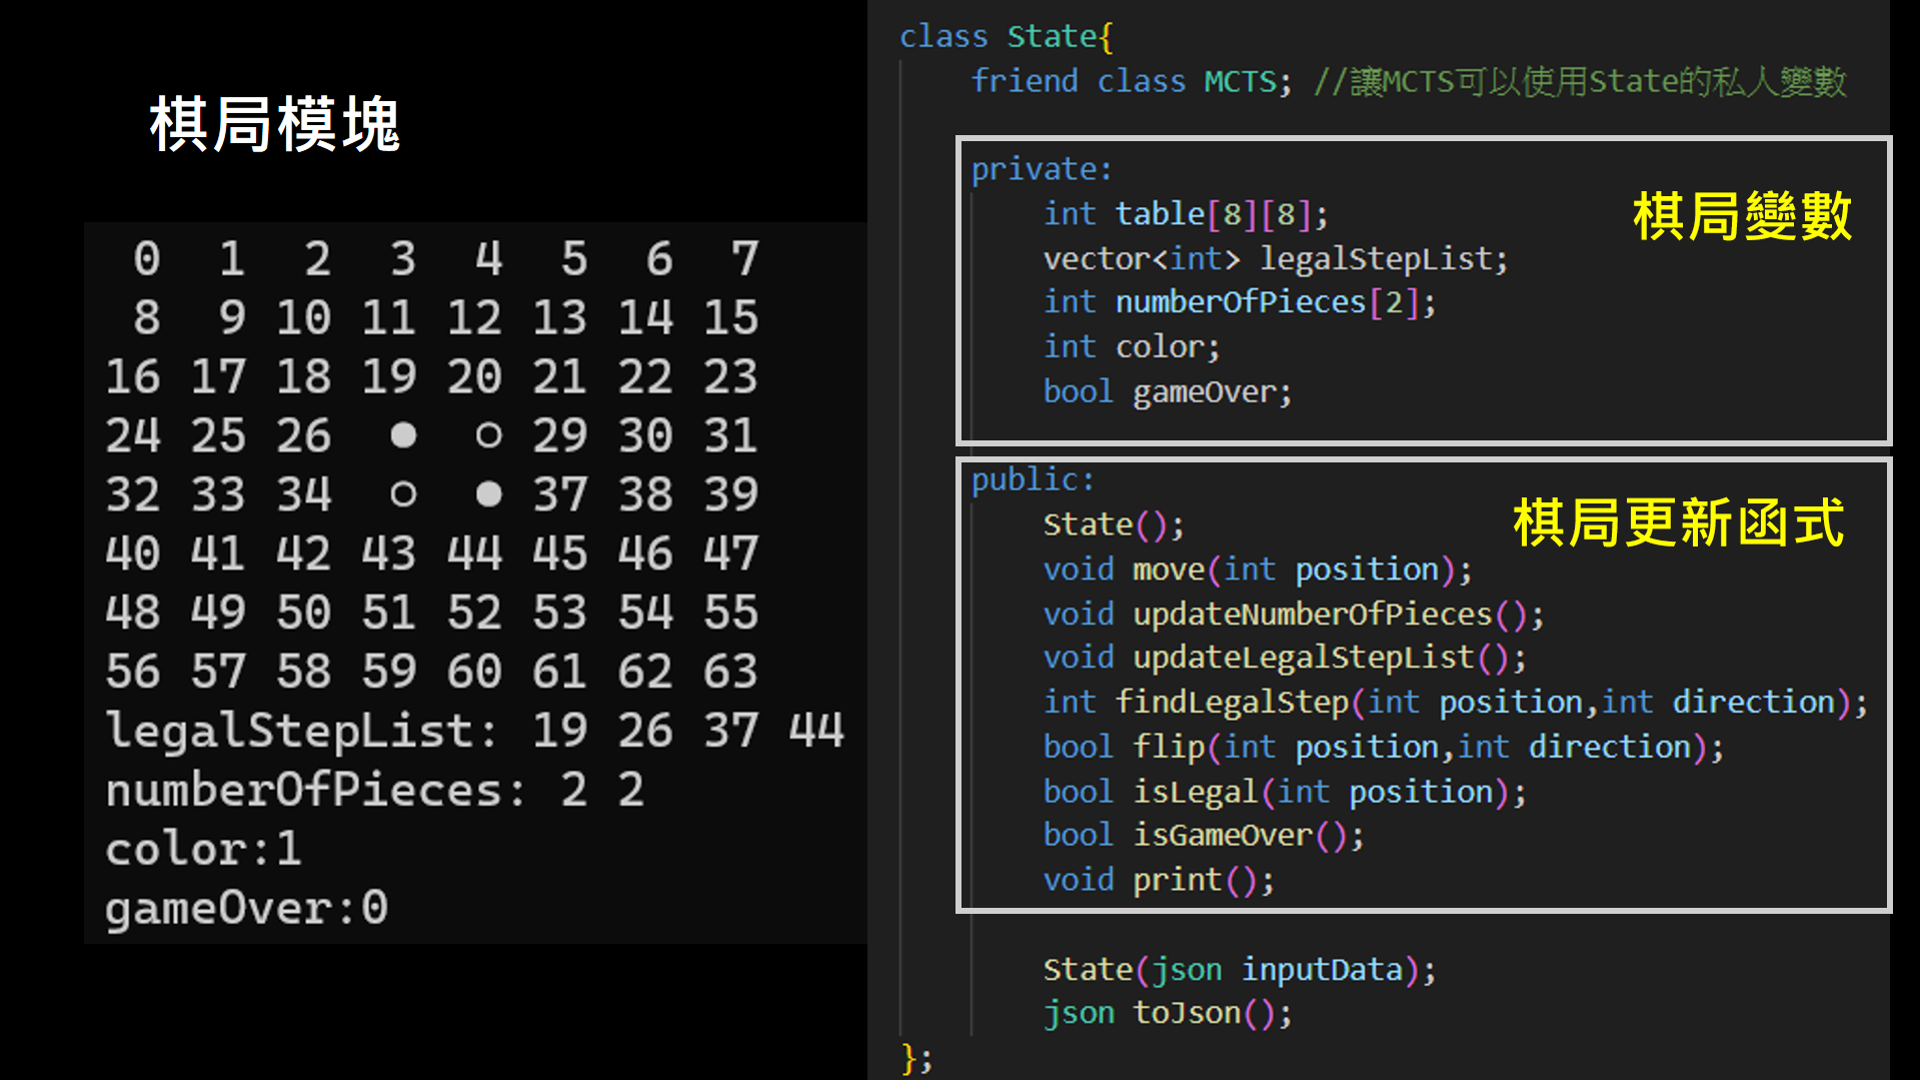 棋局模塊
0 1 2 3 4 5 6 7
8 9 10 11 12 13 14 15
16 17 18 19 20 21 22 23
24 25 26 ● ○ 29 30 31
32 33 34 ○ ● 37 38 39
40 41 42 43 44 45 46 47
48 49 50 51 52 53 54 55
56 57 58 59 60 61 62 63
legalStepList: 19 26 37 44
numberOfPieces: 2 2
color:1
gameOver:0
class State{
friend class MCTS; //讓MCTS可以使用State的私人變數
private:
棋局變數
int table[8][8];
vector<int> legalStepList;
int numberOfPieces[2];
int color;
bool gameOver;
public:
棋局更新函式
State();
void move(int position);
void updateNumberOfPieces();
void updateLegalStepList();
int findLegalStep(int position,int direction);
bool flip(int position,int direction);
bool isLegal(int position);
bool isGameOver();
void print();
State(json inputData);
json toJson();
};